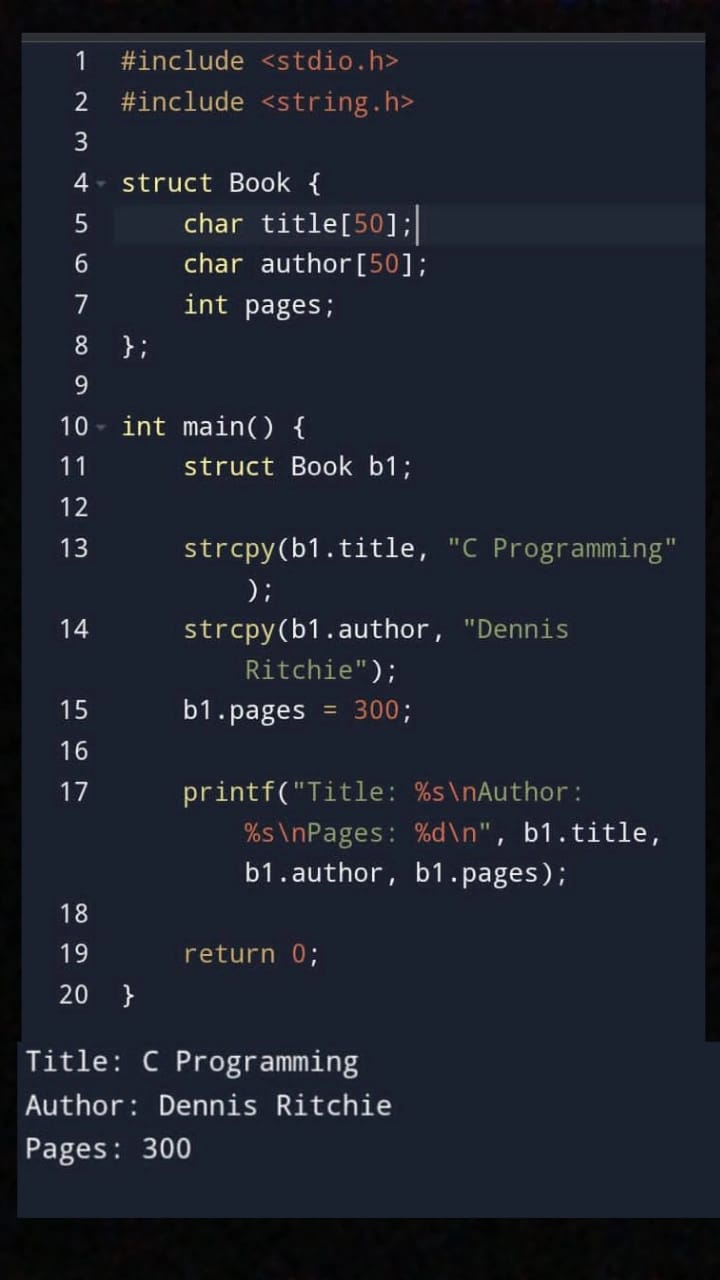 1 #include <stdio.h>
2 #include <string.h>
3
4 struct Book {
5     char title[50];
6     char author[50];
7     int pages;
8 };
9
10 int main() {
11     struct Book b1;
12
13     strcpy(b1.title, "C Programming"
        );
14     strcpy(b1.author, "Dennis
        Ritchie");
15     b1.pages = 300;
16
17     printf("Title: %s\nAuthor:
        %s\nPages: %d\n", b1.title,
        b1.author, b1.pages);
18
19     return 0;
20 }
Title: C Programming
Author: Dennis Ritchie
Pages: 300